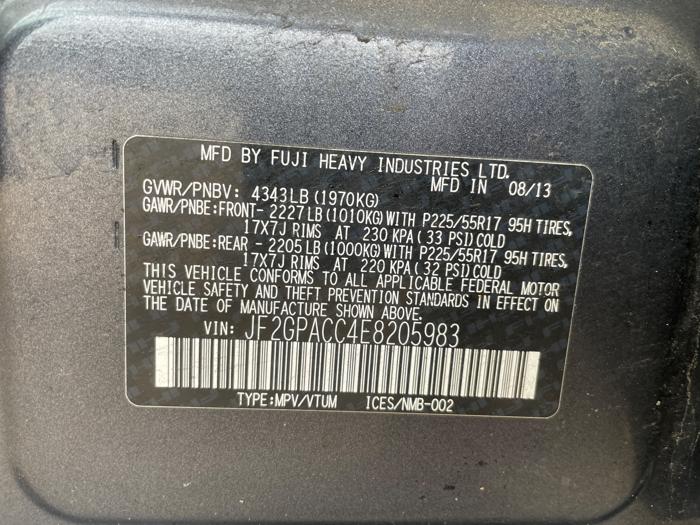 MFD BY FUJI HEAVY INDUSTRIES LTD.
MFD IN 08/13
GVWR/PNBV: 4343LB (1970KG)
GAWR/PNBE:FRONT- 2227LB (1010KG) WITH P225/55R17 95H TIRES,
17X7J RIMS AT 230 KPA (33 PSI) COLD
GAWR/PNBE:REAR - 2205LB (1000KG) WITH P225/55R17 95H TIRES,
17X7J RIMS AT 220 KPA (32 PSI) COLD
THIS VEHICLE CONFORMS TO ALL APPLICABLE FEDERAL MOTOR
VEHICLE SAFETY AND THEFT PREVENTION STANDARDS IN EFFECT ON
THE DATE OF MANUFACTURE SHOWN ABOVE.
VIN: JF2GPACC4E8205983
TYPE:MPV/VTUM ICES/NMB-002